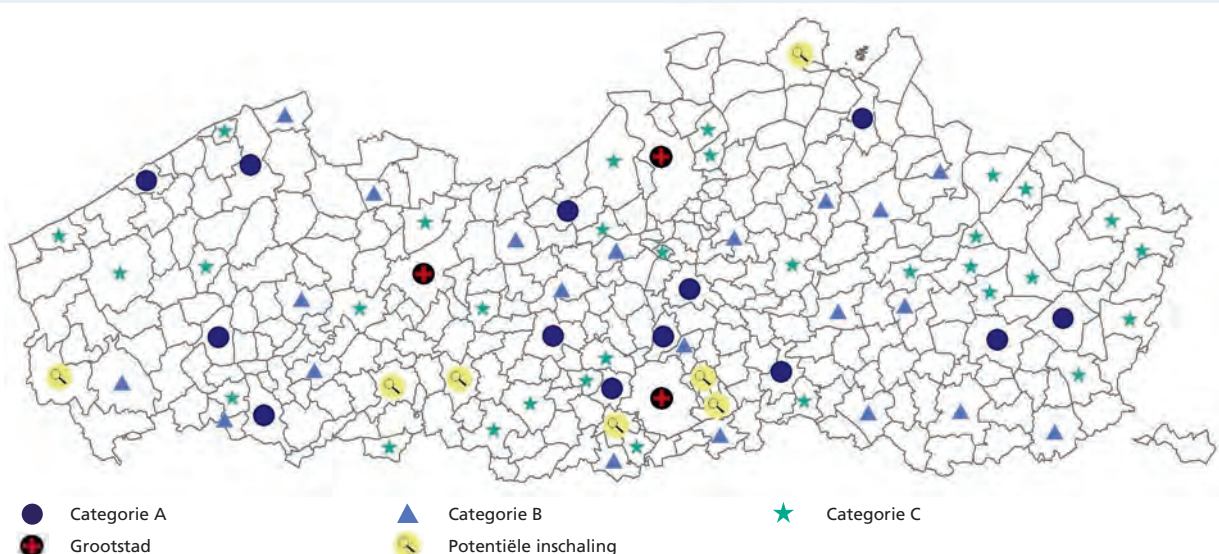 Categorie A
Categorie B
Categorie C
Grootstad
Potentiële inschaling